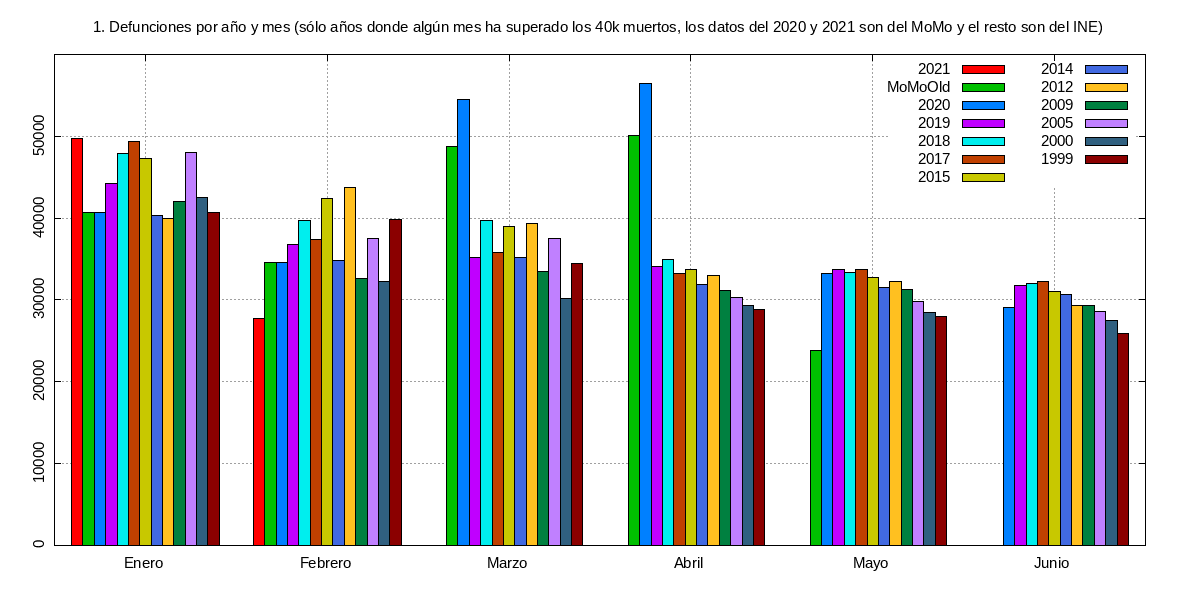 1. Defunciones por año y mes (sólo años donde algún mes ha superado los 40k muertos, los datos del 2020 y 2021 son del MoMo y el resto son del INE)
2021
MoMoOld
2020
2019
2018
2017
2015
2014
2012
2009
2005
2000
1999
50000
40000
30000
20000
10000
0
Enero
Febrero
Marzo
Abril
Mayo
Junio